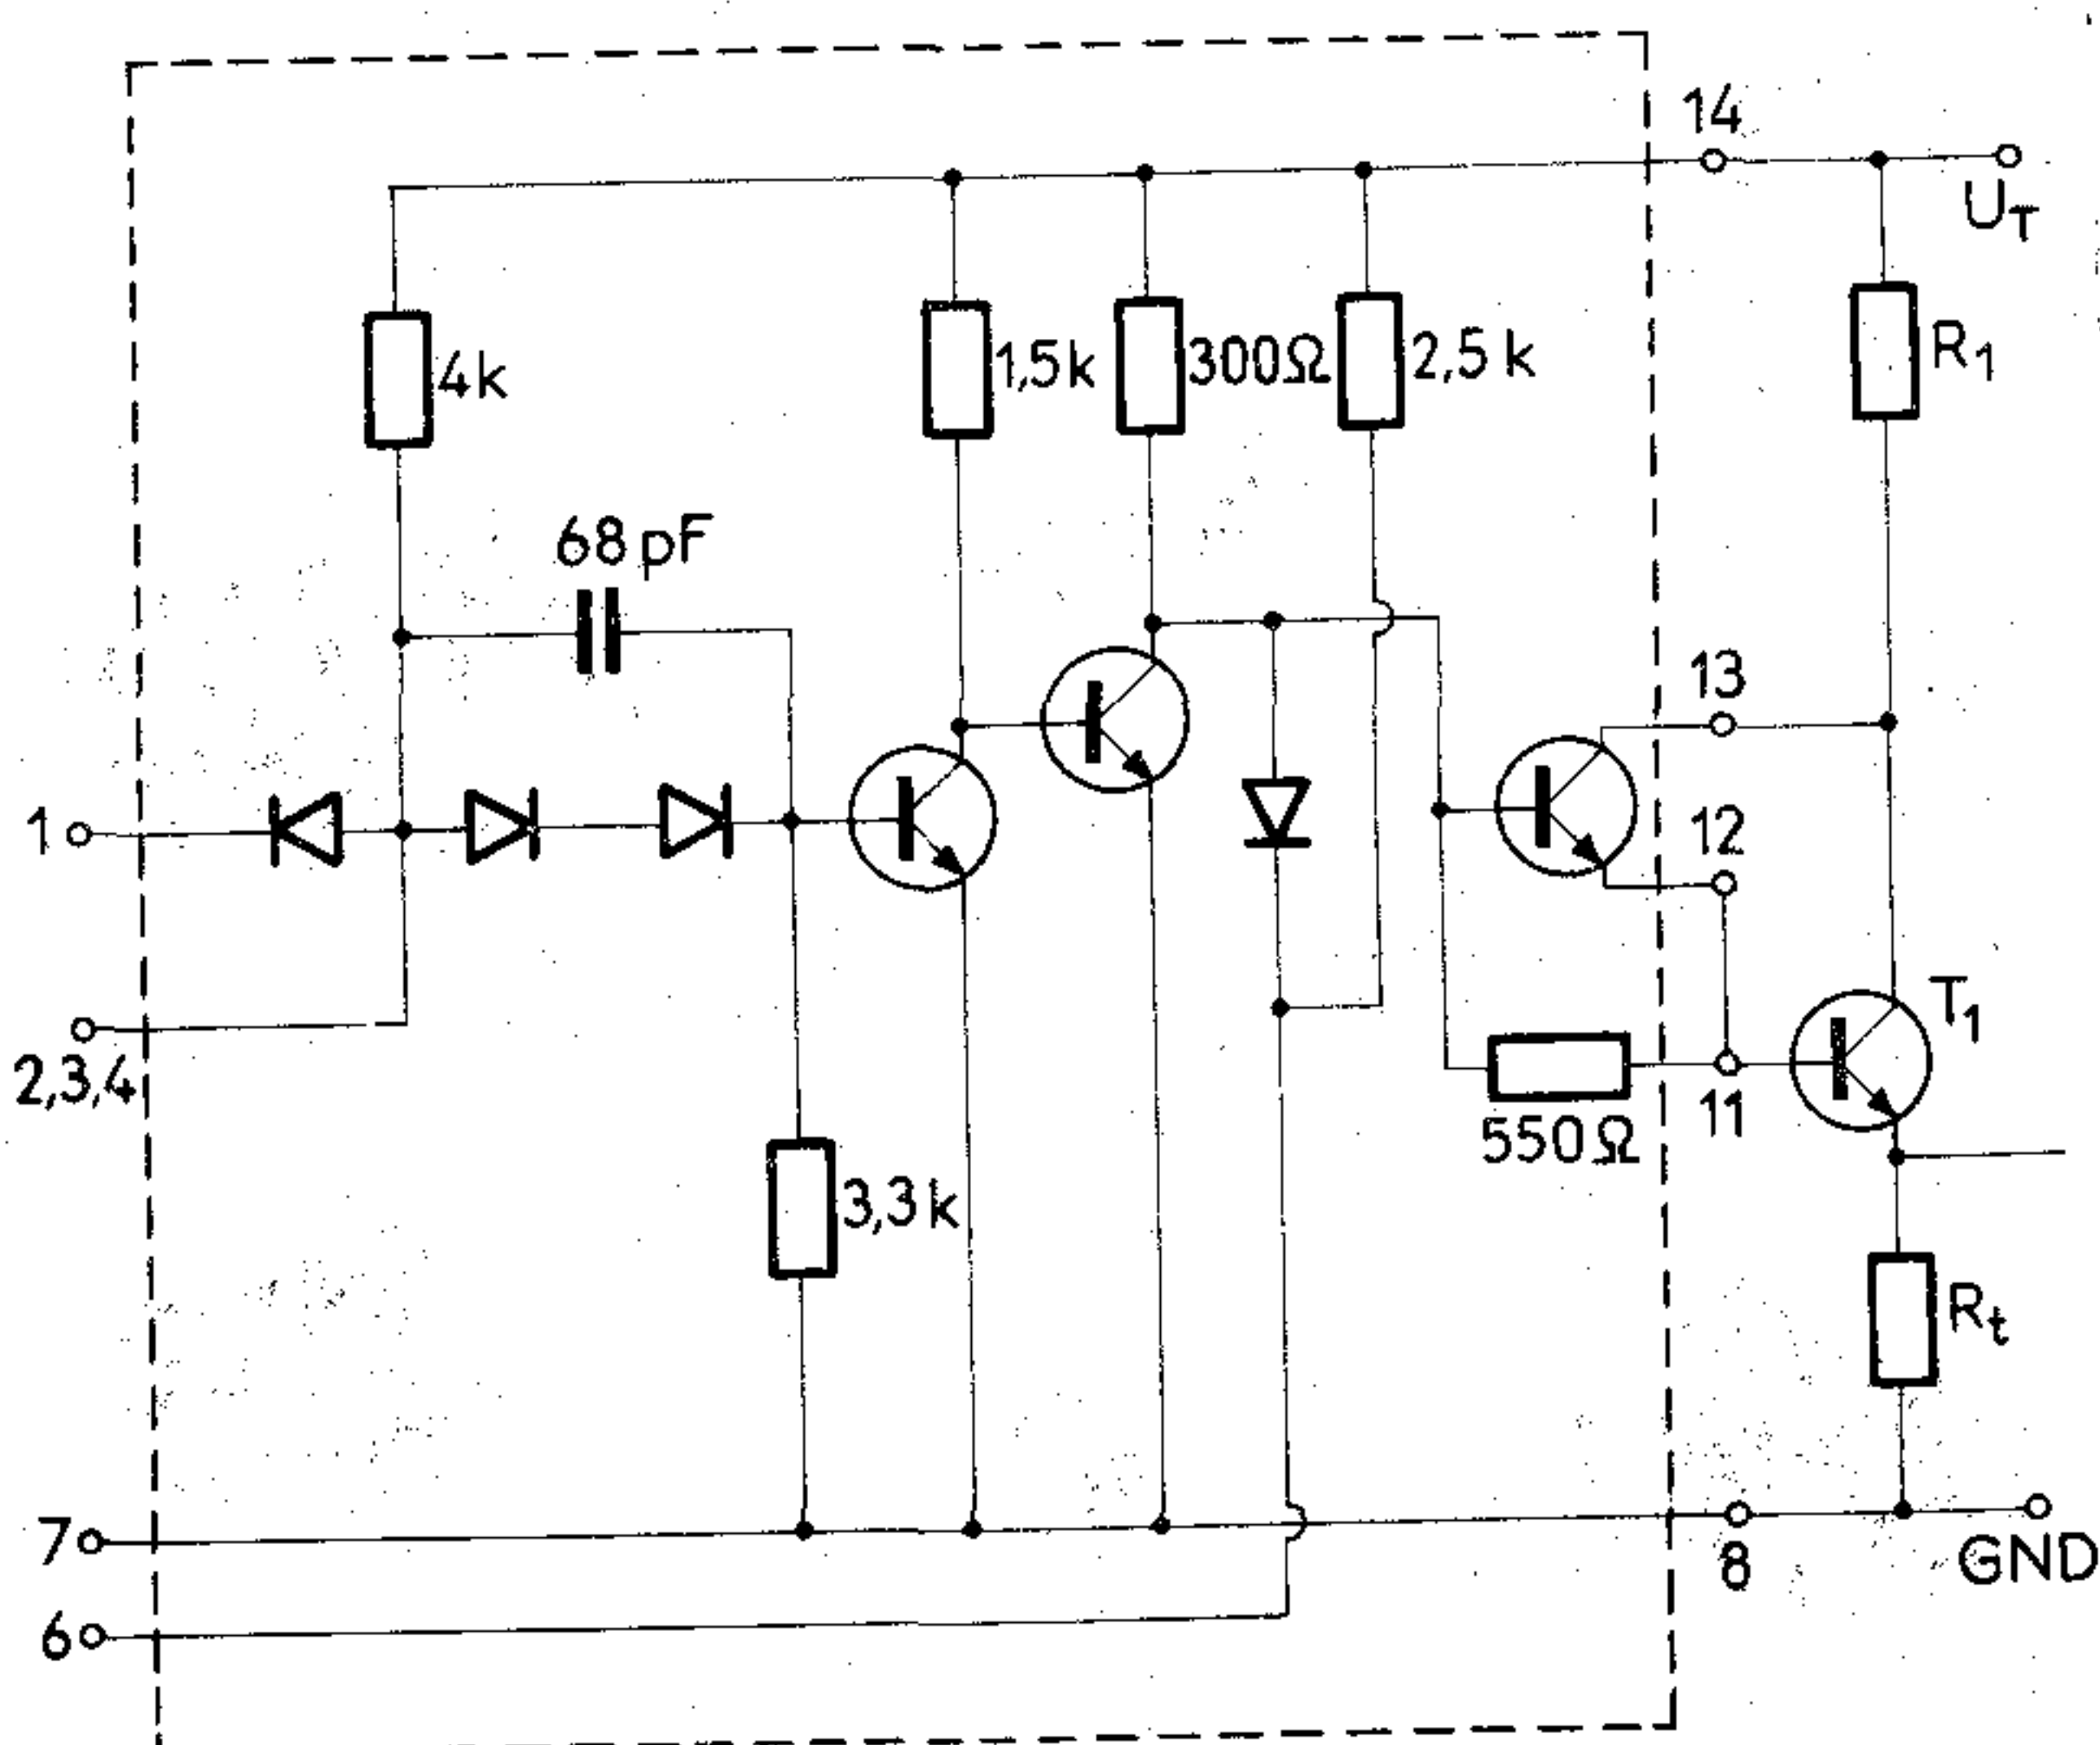 14
U_T
4k
1,5k
300Ω
2,5k
R_1
68pF
13
1
12
2,3,4
T_1
11
550Ω
3,3k
R_t
7
8
GND
6